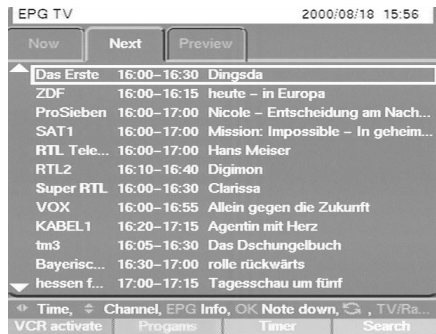 EPG TV 2000/08/18 15:56
Now Next Preview
Das Erste 16:00–16:30 Dingsda
ZDF 16:00–16:15 heute – in Europa
ProSieben 16:00–17:00 Nicole – Entscheidung am Nach...
SAT1 16:00–17:00 Mission: Impossible – In geheim...
RTL Tele... 16:00–17:00 Hans Meiser
RTL2 16:10–16:40 Digimon
Super RTL 16:00–16:30 Clarissa
VOX 16:00–16:55 Allein gegen die Zukunft
KABEL1 16:20–17:15 Agentin mit Herz
tm3 16:05–16:30 Das Dschungelbuch
Bayerisc... 16:30–17:00 rolle rückwärts
hessen f... 17:00–17:15 Tagesschau um fünf
Time, Channel, EPG Info, OK Note down, , TV/Ra...
VCR activate Progams Timer Search